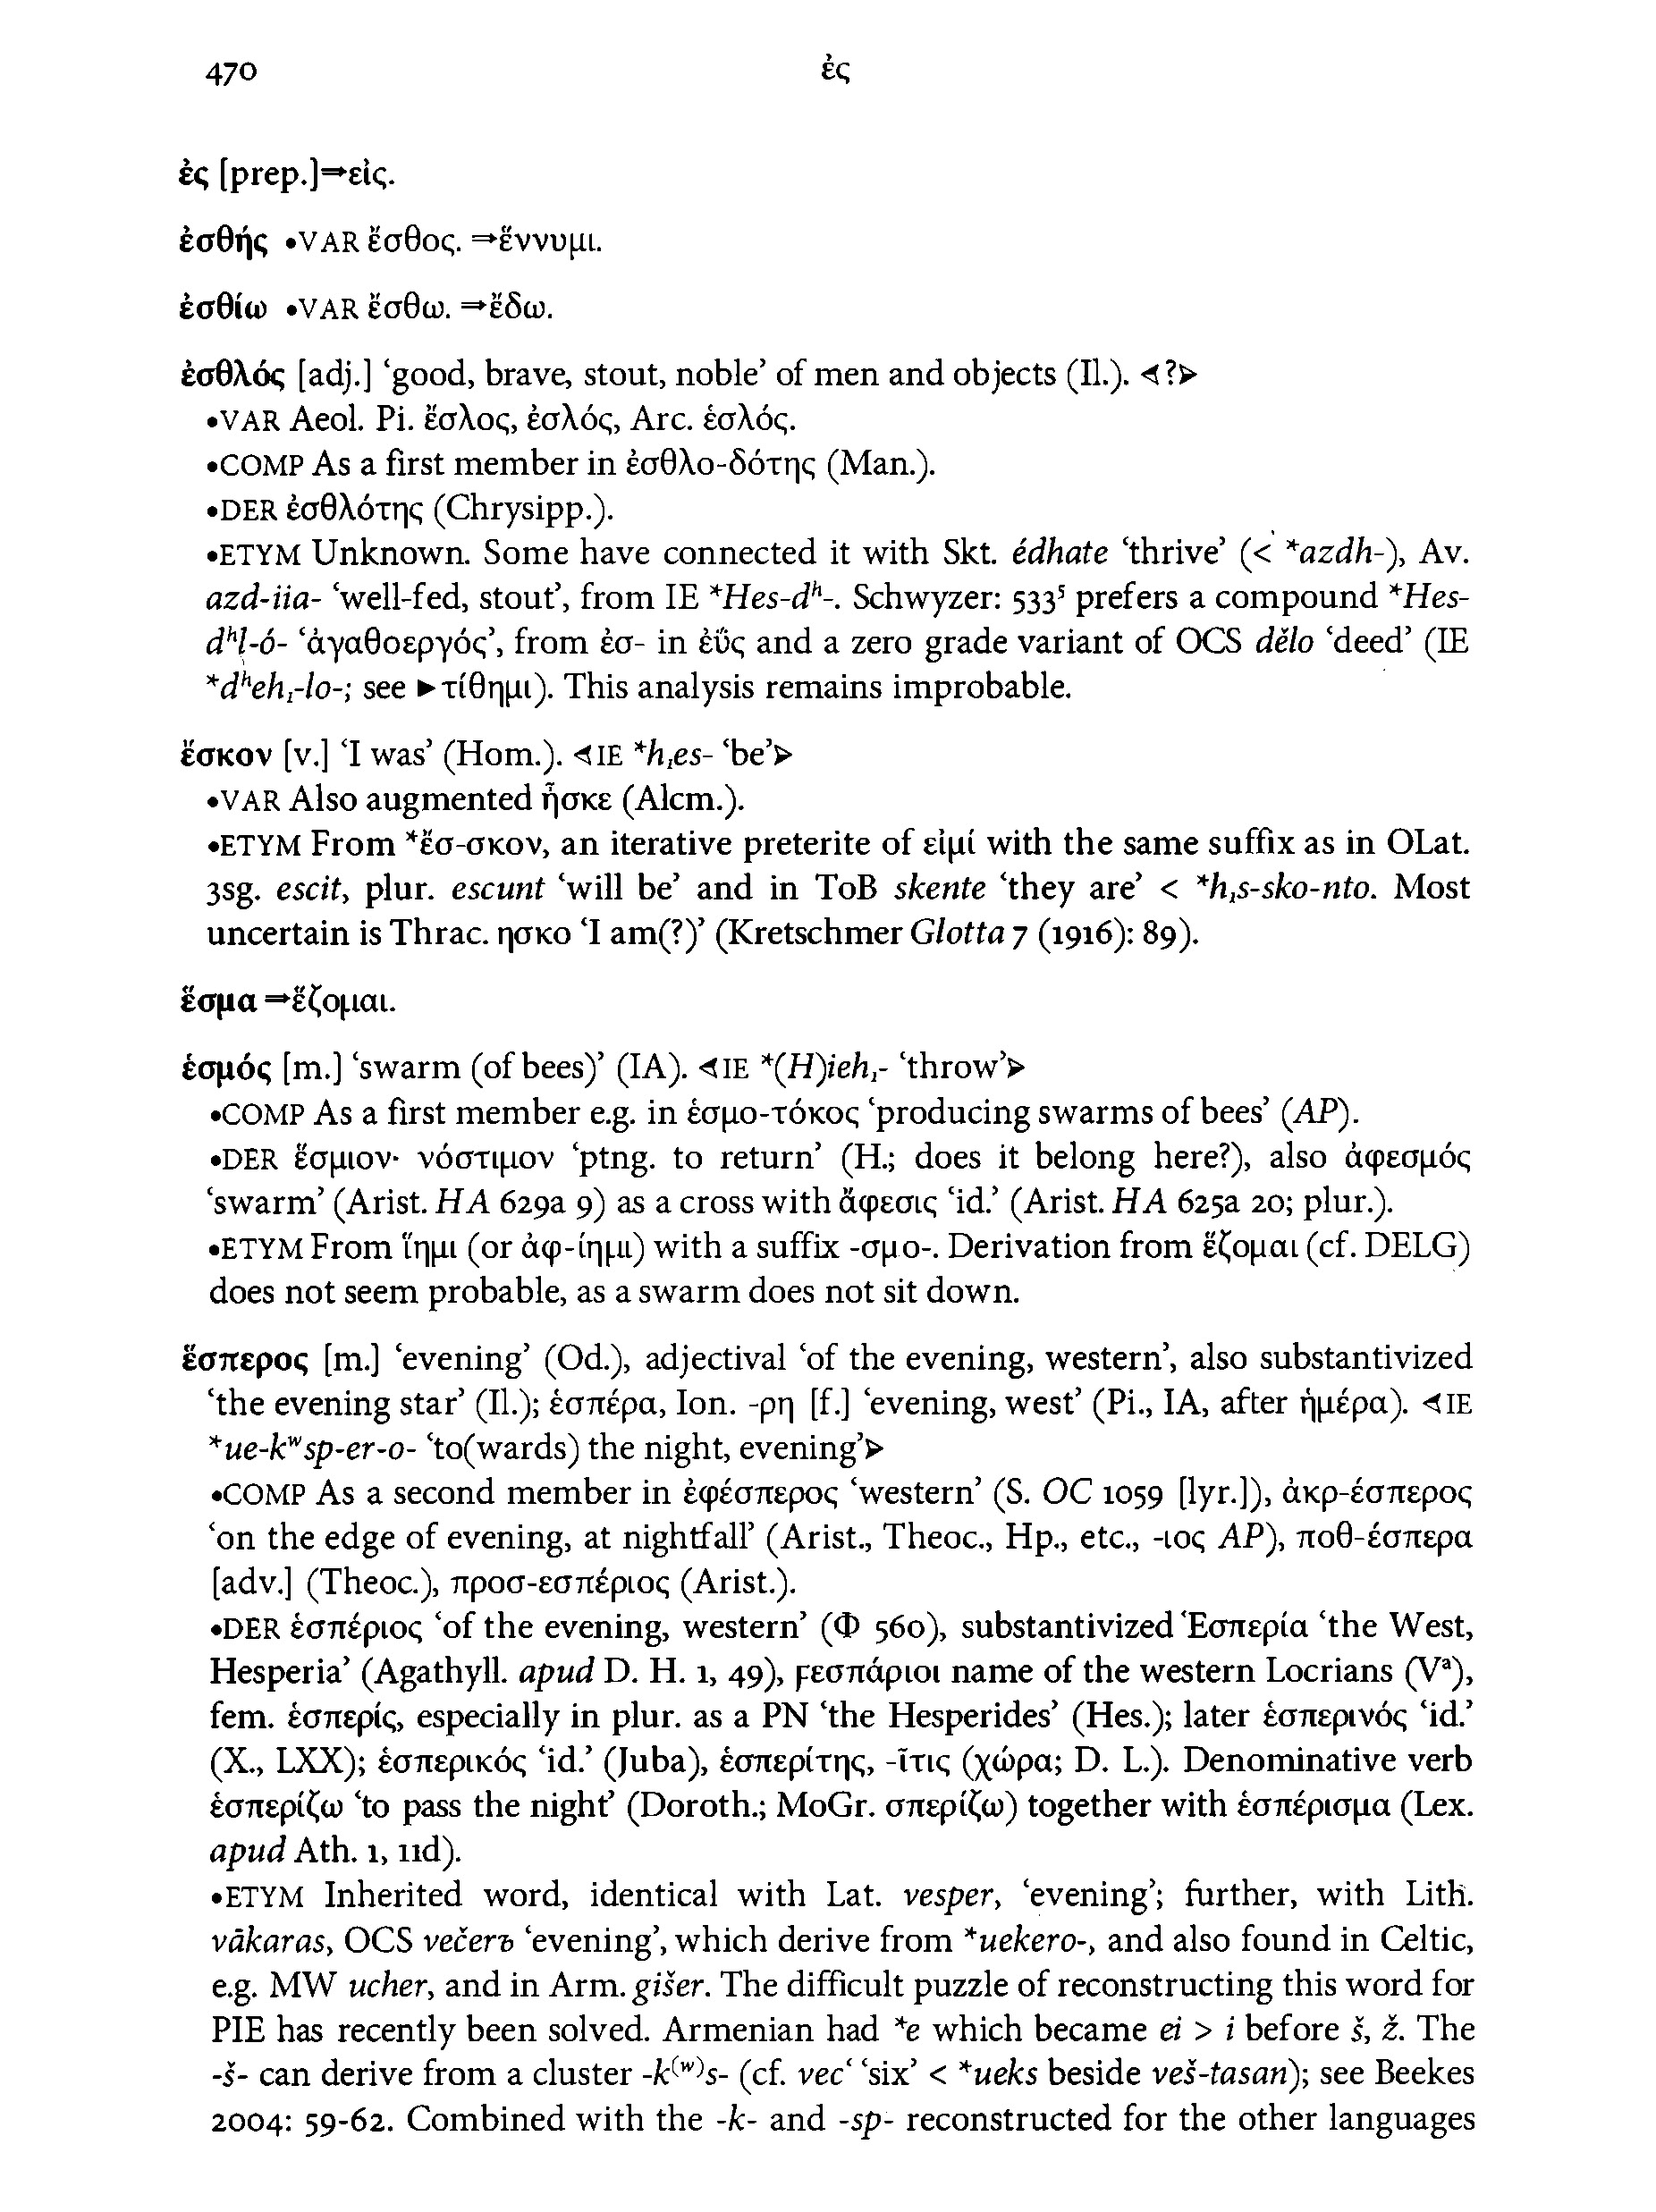 470 ἐς
ἐς [prep.]⇒εἰς.
ἐσθής •VAR ἔσθος. ⇒ἕννυμι.
ἐσθίω •VAR ἔσθω. ⇒ἔδω.
ἐσθλός [adj.] ‘good, brave, stout, noble’ of men and objects (Il.). ◁?▷
•VAR Aeol. Pi. ἔσλος, ἐσλός, Arc. ἑσλός.
•COMP As a first member in ἐσθλο-δότης (Man.).
•DER ἐσθλότης (Chrysipp.).
•ETYM Unknown. Some have connected it with Skt. édhate ‘thrive’ (< *azdh-), Av.
azd-iia- ‘well-fed, stout’, from IE *Hes-dʰ-. Schwyzer: 533⁵ prefers a compound *Hes-
dʰl̥-ó- ‘ἀγαθοεργός’, from ἐσ- in ἐΰς and a zero grade variant of OCS dělo ‘deed’ (IE
*dʰeh₁-lo-; see ►τίθημι). This analysis remains improbable.
ἔσκον [v.] ‘I was’ (Hom.). ◁IE *h₁es- ‘be’▷
•VAR Also augmented ἦσκε (Alcm.).
•ETYM From *ἔσ-σκον, an iterative preterite of εἰμί with the same suffix as in OLat.
3sg. escit, plur. escunt ‘will be’ and in ToB skente ‘they are’ < *h₁s-sko-nto. Most
uncertain is Thrac. ησκο ‘I am(?)’ (Kretschmer Glotta 7 (1916): 89).
ἕσμα ⇒ἕζομαι.
ἑσμός [m.] ‘swarm (of bees)’ (IA). ◁IE *(H)ieh₁- ‘throw’▷
•COMP As a first member e.g. in ἑσμο-τόκος ‘producing swarms of bees’ (AP).
•DER ἕσμιον· νόστιμον ‘ptng. to return’ (H.; does it belong here?), also ἀφεσμός
‘swarm’ (Arist. HA 629a 9) as a cross with ἄφεσις ‘id.’ (Arist. HA 625a 20; plur.).
•ETYM From ἵημι (or ἀφ-ίημι) with a suffix -σμο-. Derivation from ἕζομαι (cf. DELG)
does not seem probable, as a swarm does not sit down.
ἕσπερος [m.] ‘evening’ (Od.), adjectival ‘of the evening, western’, also substantivized
‘the evening star’ (Il.); ἑσπέρα, Ion. -ρη [f.] ‘evening, west’ (Pi., IA, after ἡμέρα). ◁IE
*ue-kʷsp-er-o- ‘to(wards) the night, evening’▷
•COMP As a second member in ἐφέσπερος ‘western’ (S. OC 1059 [lyr.]), ἀκρ-έσπερος
‘on the edge of evening, at nightfall’ (Arist., Theoc., Hp., etc., -ιος AP), ποθ-έσπερα
[adv.] (Theoc.), προσ-εσπέριος (Arist.).
•DER ἑσπέριος ‘of the evening, western’ (Φ 560), substantivized Ἑσπερία ‘the West,
Hesperia’ (Agathyll. apud D. H. 1, 49), ϝεσπάριοι name of the western Locrians (Vᵃ),
fem. ἑσπερίς, especially in plur. as a PN ‘the Hesperides’ (Hes.); later ἑσπερινός ‘id.’
(X., LXX); ἑσπερικός ‘id.’ (Juba), ἑσπερίτης, -ῖτις (χώρα; D. L.). Denominative verb
ἑσπερίζω ‘to pass the night’ (Doroth.; MoGr. σπερίζω) together with ἑσπέρισμα (Lex.
apud Ath. 1, 11d).
•ETYM Inherited word, identical with Lat. vesper, ‘evening’; further, with Lith.
vãkaras, OCS večerъ ‘evening’, which derive from *uekero-, and also found in Celtic,
e.g. MW ucher, and in Arm. gišer. The difficult puzzle of reconstructing this word for
PIE has recently been solved. Armenian had *e which became ei > i before š, ž. The
-š- can derive from a cluster -k⁽ʷ⁾s- (cf. vecʻ ‘six’ < *ueks beside veš-tasan); see Beekes
2004: 59-62. Combined with the -k- and -sp- reconstructed for the other languages